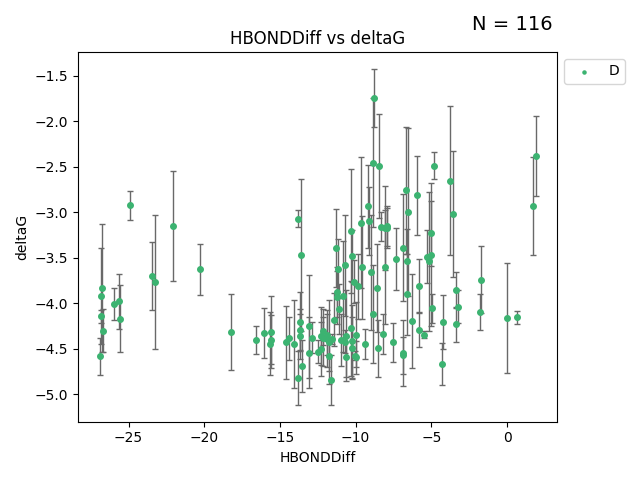 N = 116
HBONDDiff vs deltaG
D
−1.5
−2.0
−2.5
−3.0
−3.5
−4.0
−4.5
−5.0
deltaG
−25 −20 −15 −10 −5 0
HBONDDiff